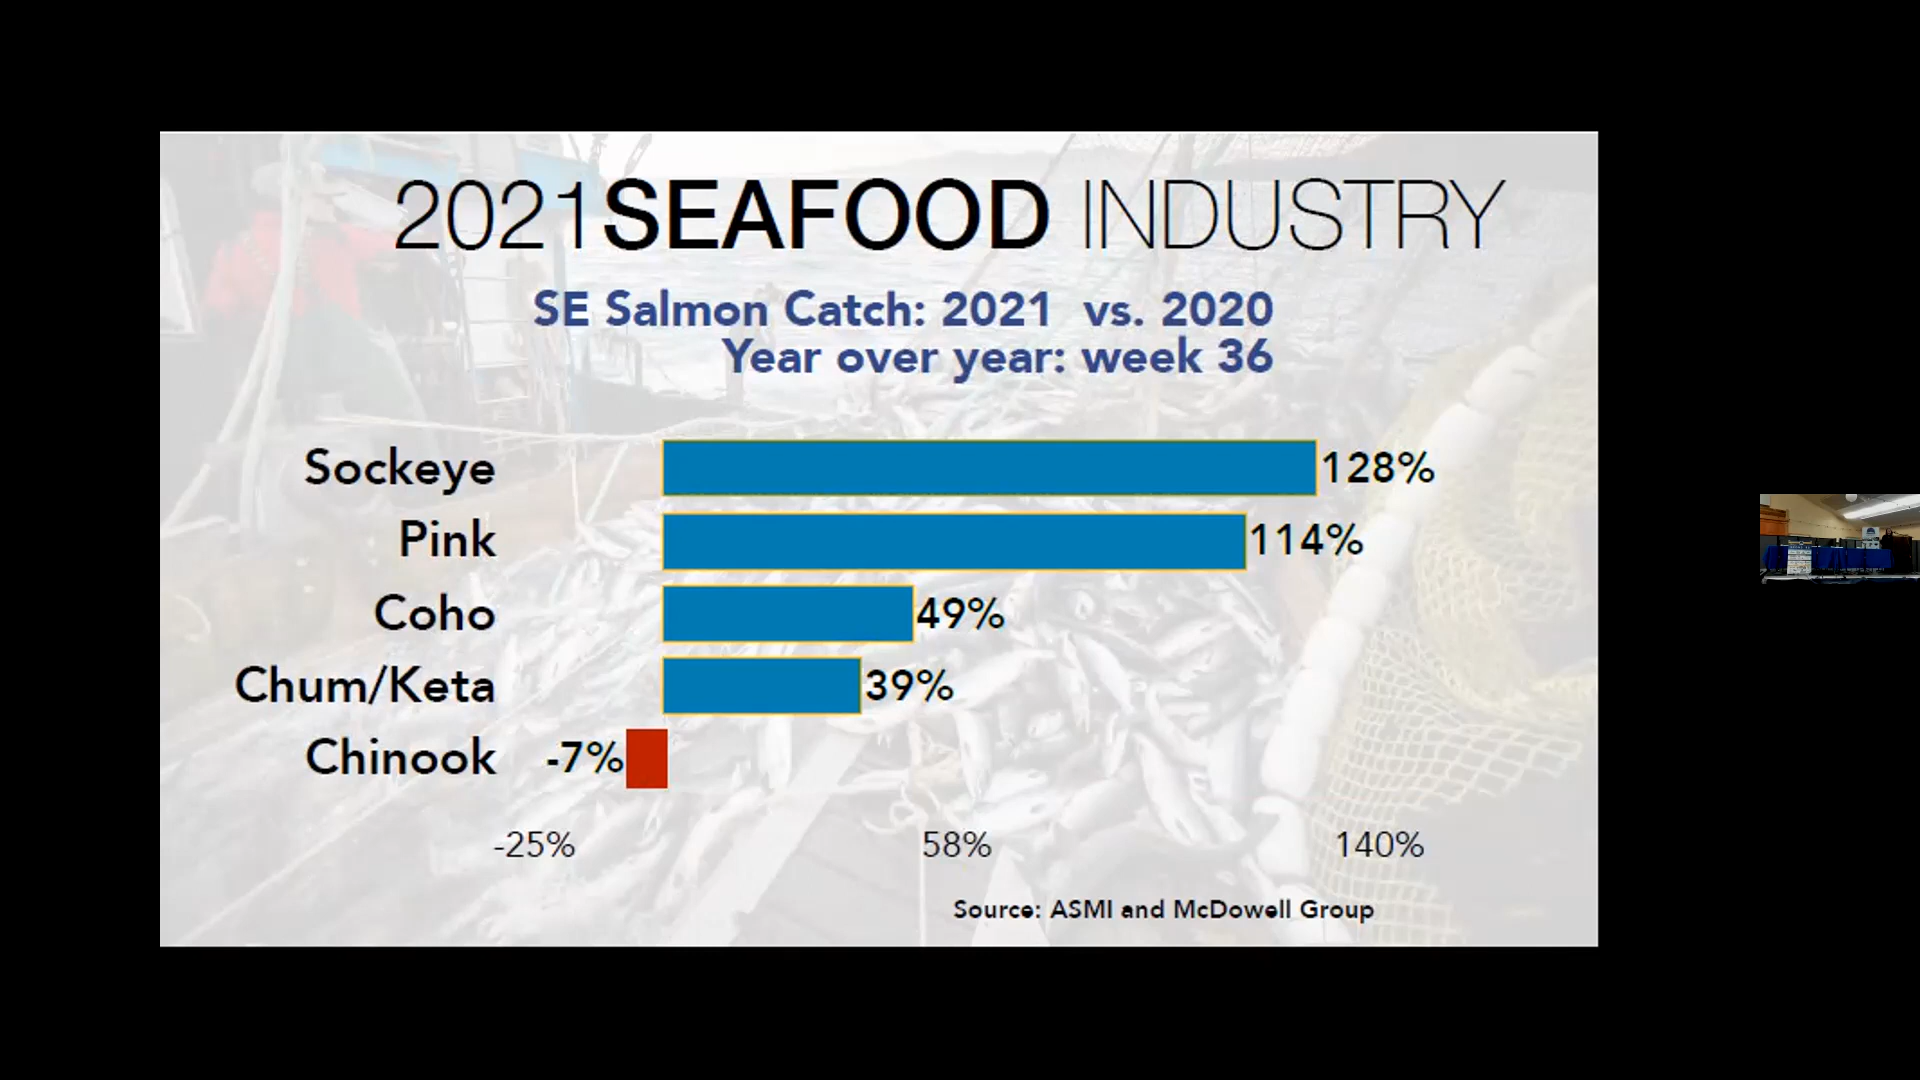 2021SEAFOOD INDUSTRY
SE Salmon Catch: 2021 vs. 2020
Year over year: week 36
Sockeye 128%
Pink 114%
Coho 49%
Chum/Keta 39%
Chinook -7%
-25% 58% 140%
Source: ASMI and McDowell Group